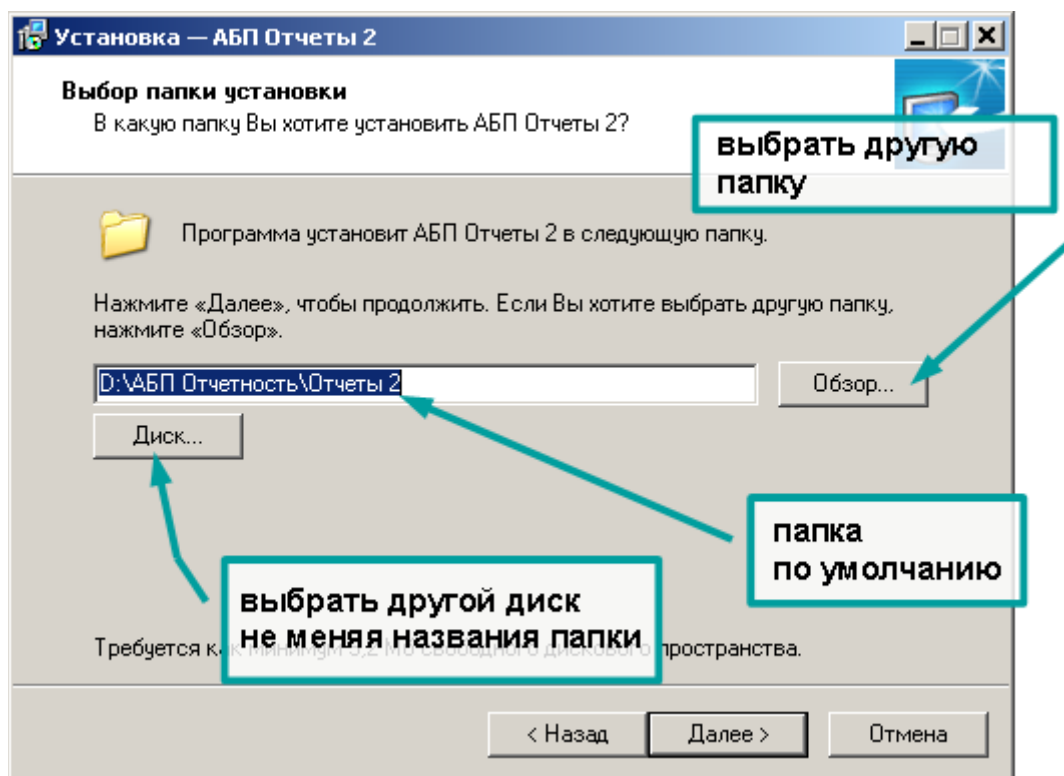 Установка — АБП Отчеты 2
Выбор папки установки
В какую папку Вы хотите установить АБП Отчеты 2?
выбрать другую
папку
Программа установит АБП Отчеты 2 в следующую папку.
Нажмите «Далее», чтобы продолжить. Если Вы хотите выбрать другую папку,
нажмите «Обзор».
D:\АБП Отчетность\Отчеты 2
Обзор...
Диск...
папка
по умолчанию
выбрать другой диск
не меняя названия папки
Требуется как минимум 5,2 Мб свободного дискового пространства.
< Назад
Далее >
Отмена